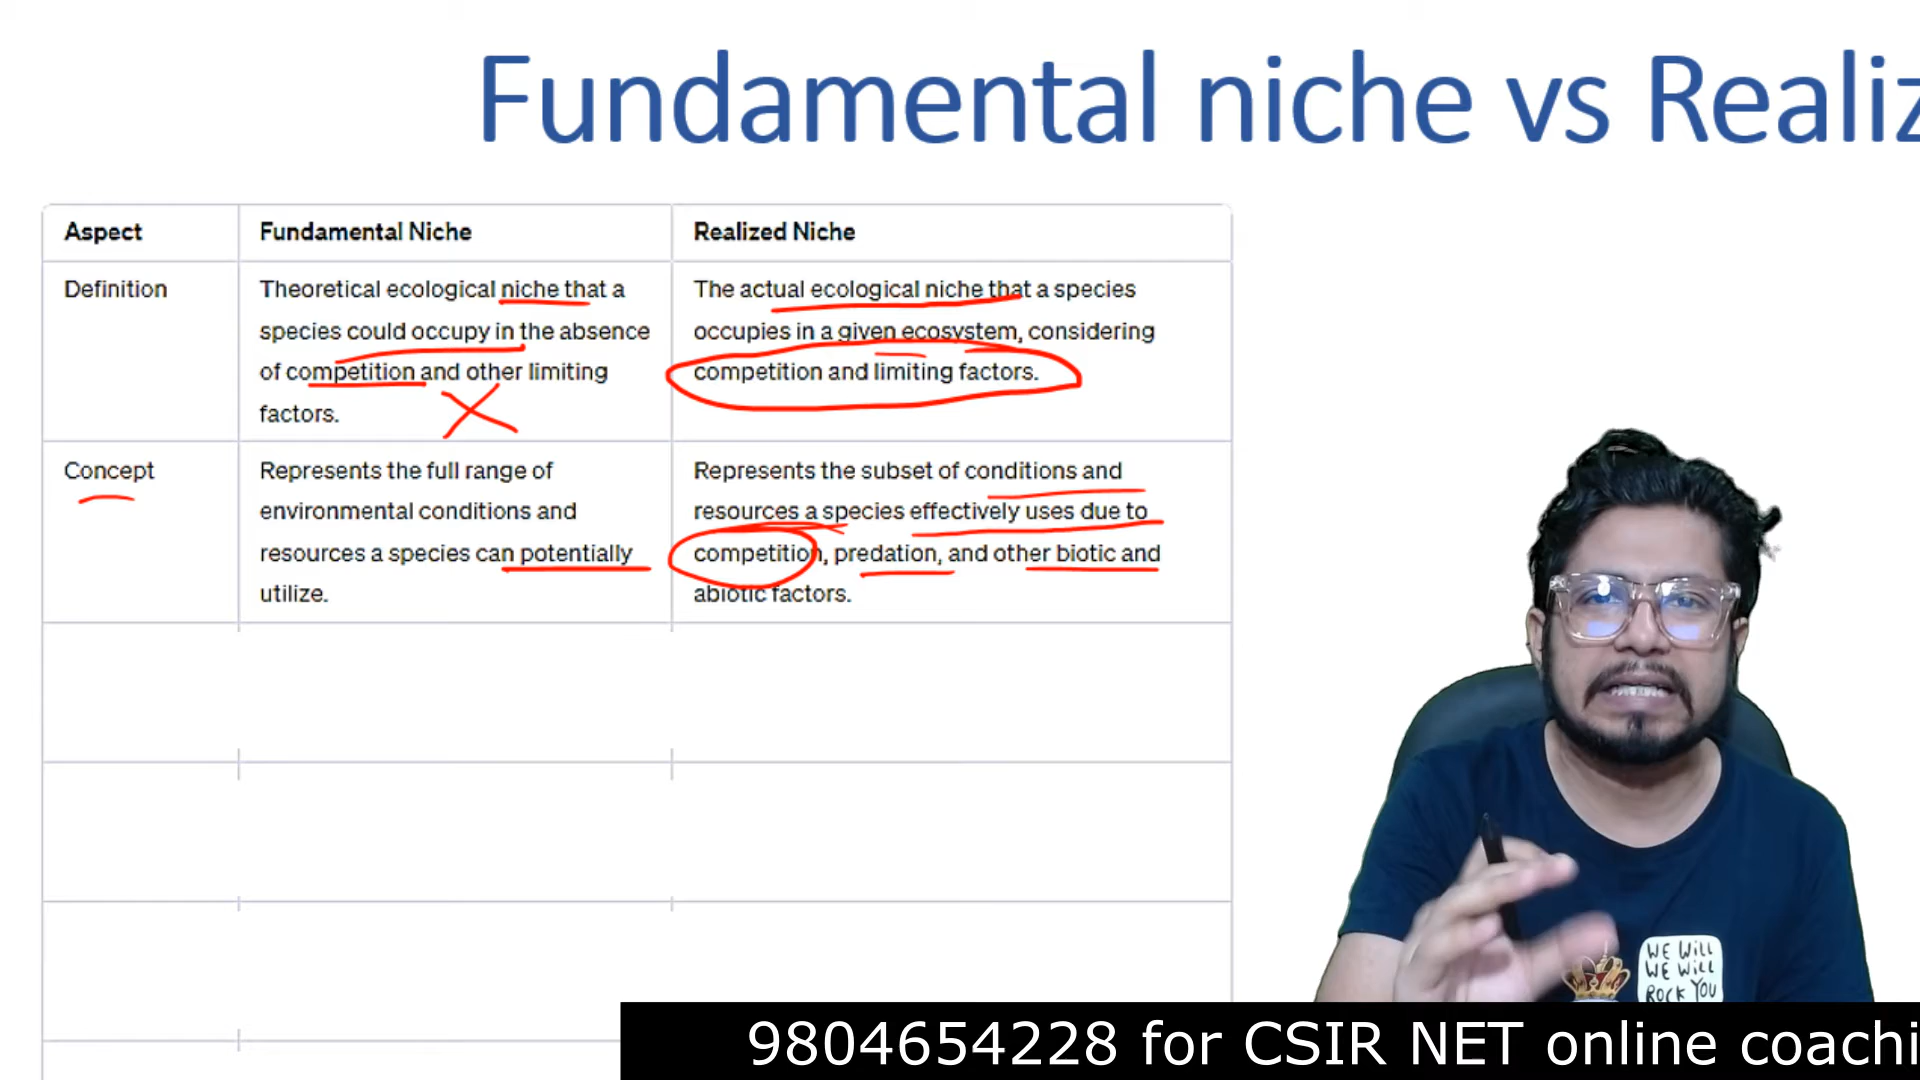 Fundamental niche vs Realiz
Aspect
Fundamental Niche
Realized Niche
Definition
Theoretical ecological niche that a
species could occupy in the absence
of competition and other limiting
factors.
The actual ecological niche that a species
occupies in a given ecosystem, considering
competition and limiting factors.
Concept
Represents the full range of
environmental conditions and
resources a species can potentially
utilize.
Represents the subset of conditions and
resources a species effectively uses due to
competition, predation, and other biotic and
abiotic factors.
WE WILL
WE WILL
ROCK YOU
9804654228 for CSIR NET online coachi